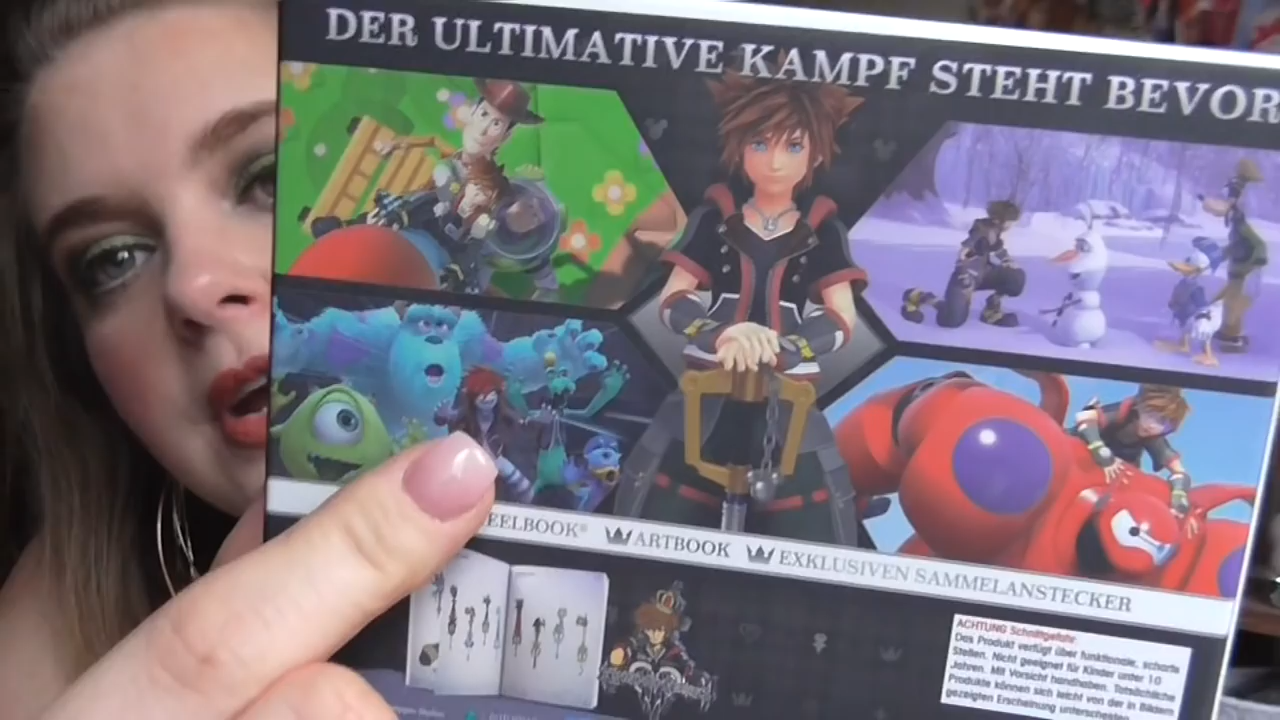 DER ULTIMATIVE KAMPF STEHT BEVOR
EELBOOK® ARTBOOK EXKLUSIVEN SAMMELANSTECKER
ACHTUNG Schnittgefahr
Das Produkt verfügt über funktionale, scharfe
Stellen. Nicht geeignet für Kinder unter 10
Jahren. Mit Vorsicht handhaben. Tatsächliche
Produkte können sich leicht von der in Bildern
gezeigten Erscheinung